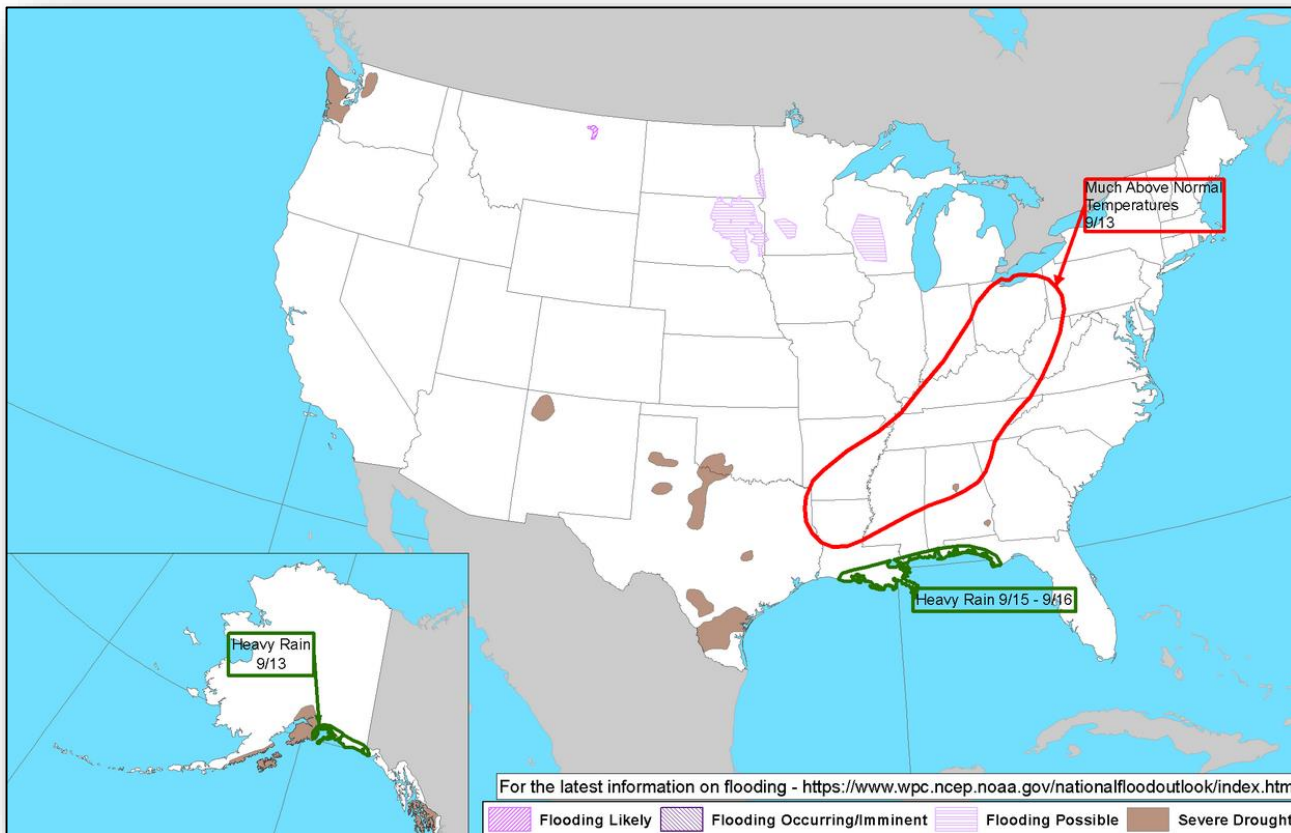 Much Above Normal
Temperatures
9/13
Heavy Rain 9/15 - 9/16
Heavy Rain
9/13
For the latest information on flooding - https://www.wpc.ncep.noaa.gov/nationalfloodoutlook/index.htm
Flooding Likely Flooding Occurring/Imminent Flooding Possible Severe Drought